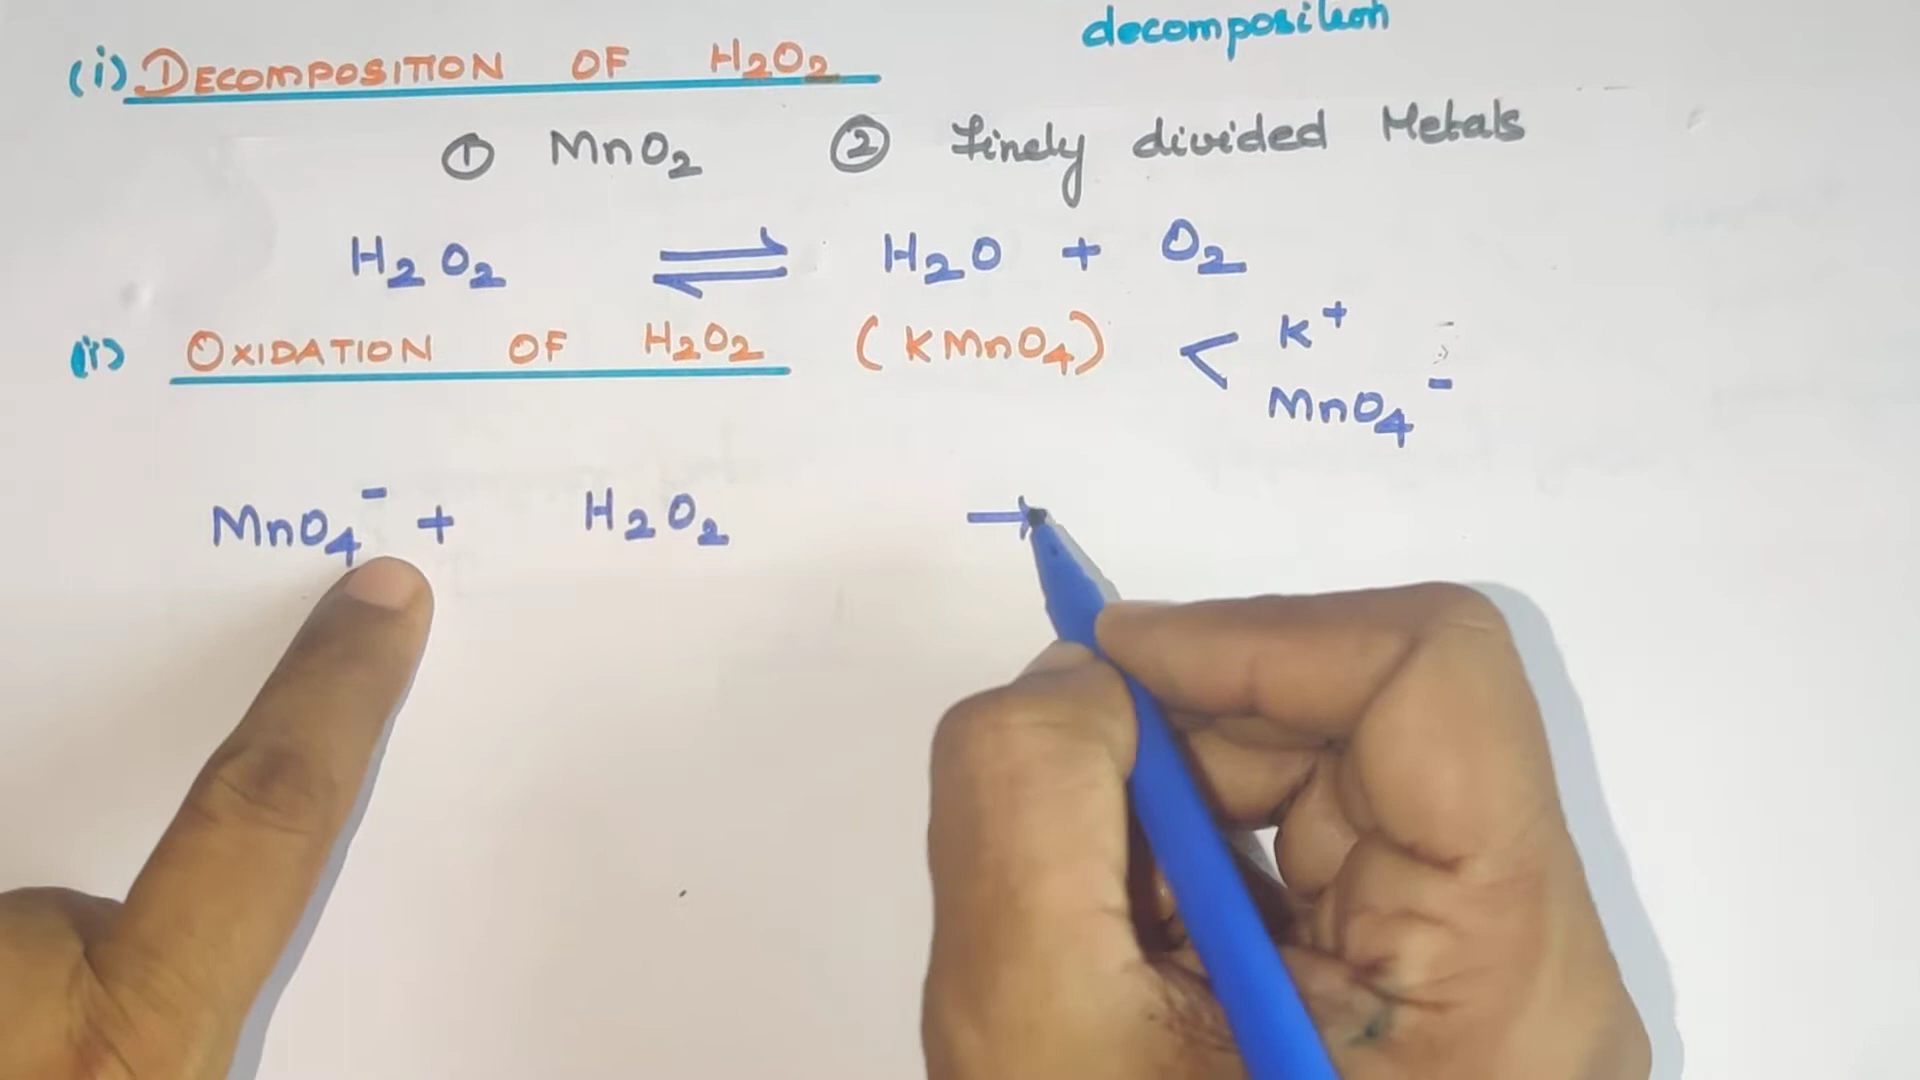 decomposition
(i) DECOMPOSITION OF H₂O₂
① MnO₂ ② Finely divided Metals
H₂O₂ ⇌ H₂O + O₂
(ii) OXIDATION OF H₂O₂ (KMnO₄) < K⁺
MnO₄⁻
MnO₄⁻ + H₂O₂ →